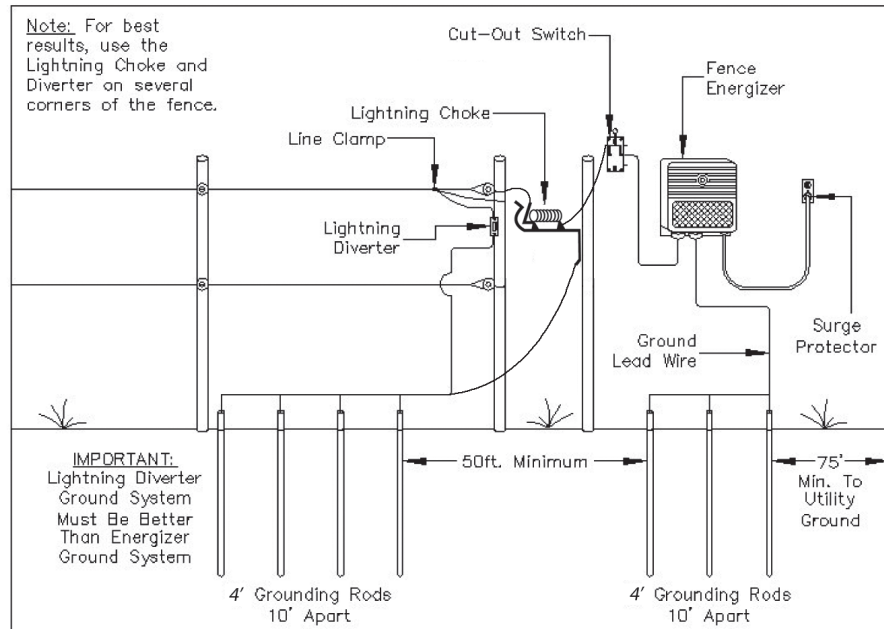 Note: For best
results, use the
Lightning Choke and
Diverter on several
corners of the fence.
Cut-Out Switch
Fence
Energizer
Lightning Choke
Line Clamp
Lightning
Diverter
Surge
Protector
Ground
Lead Wire
IMPORTANT:
Lightning Diverter
Ground System
Must Be Better
Than Energizer
Ground System
50ft. Minimum
75'
Min. To
Utility
Ground
4' Grounding Rods
10' Apart
4' Grounding Rods
10' Apart